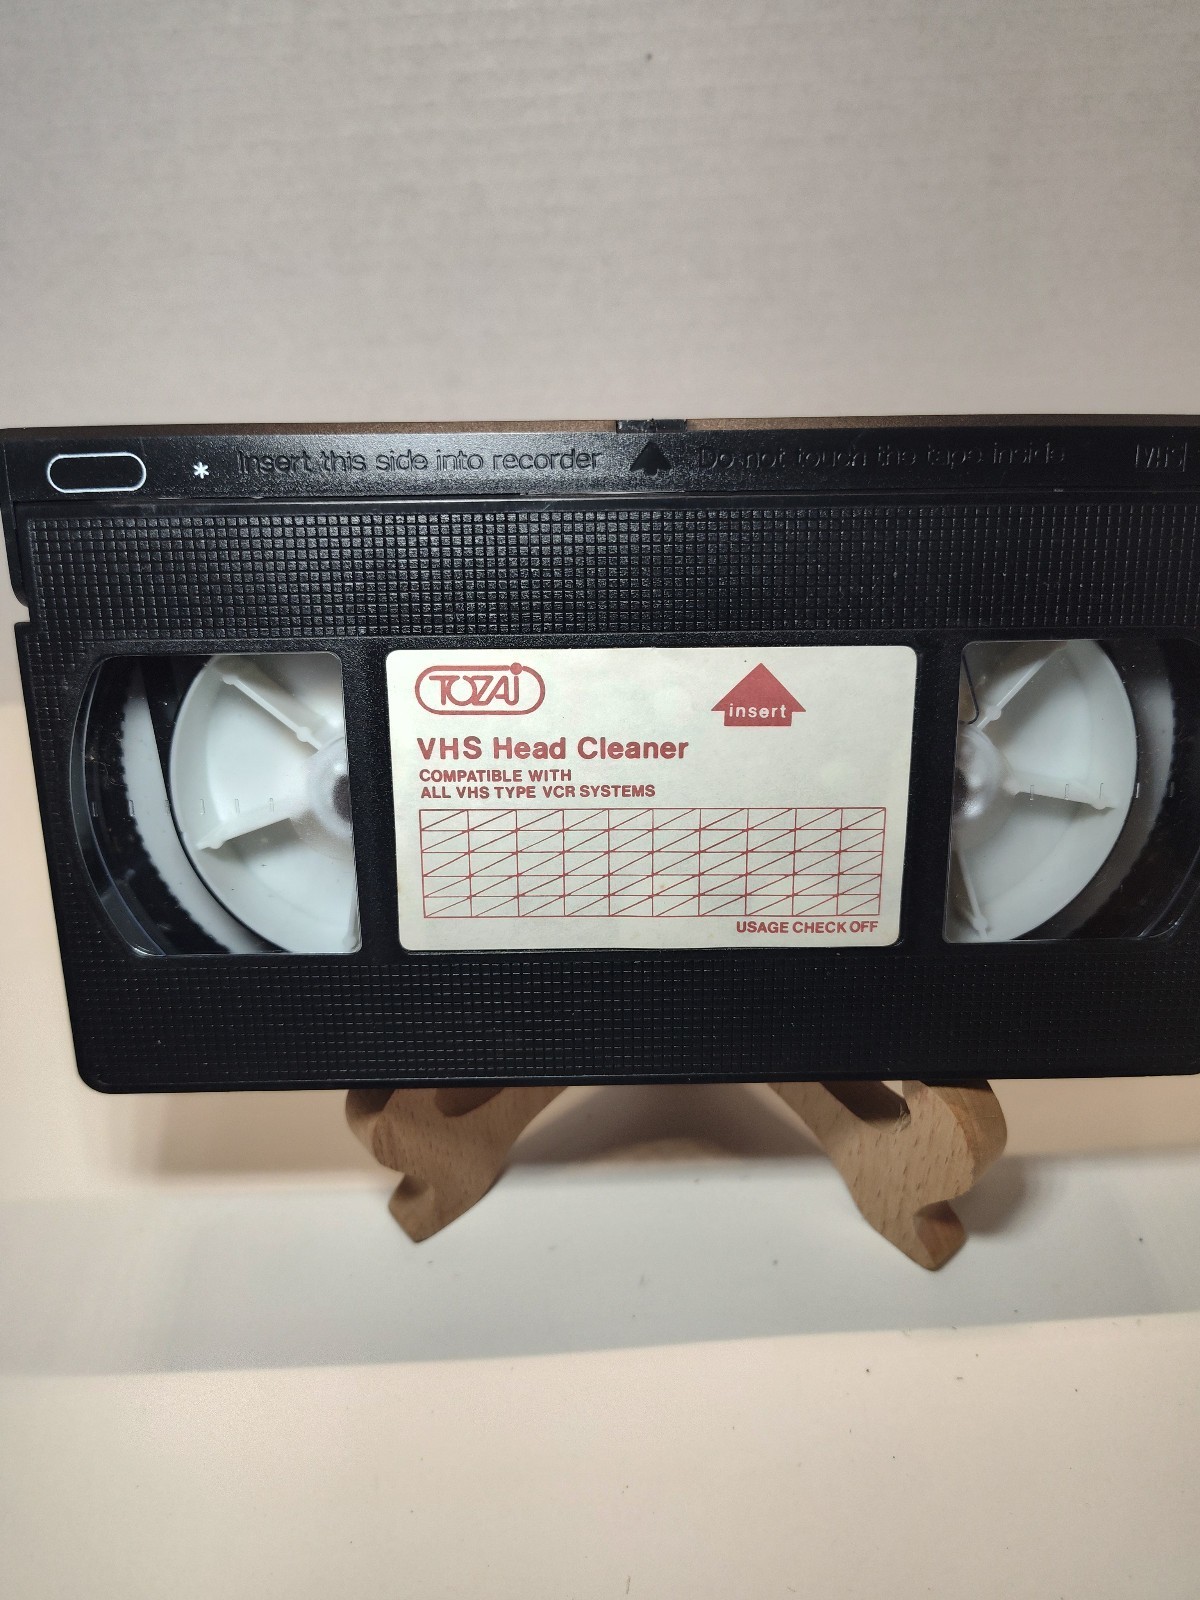 * Insert this side into recorder Do not touch the tape inside VHS
TOZAI
insert
VHS Head Cleaner
COMPATIBLE WITH
ALL VHS TYPE VCR SYSTEMS
USAGE CHECK OFF